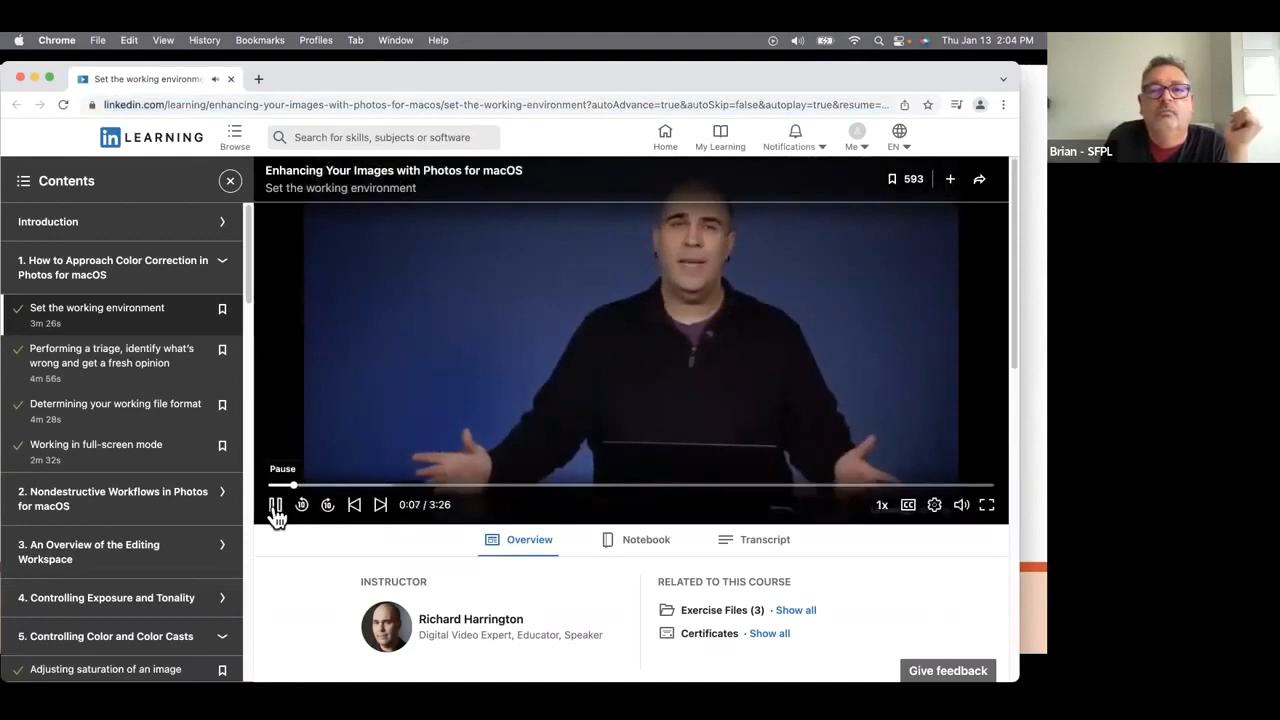 Chrome File Edit View History Bookmarks Profiles Tab Window Help Thu Jan 13 2:04 PM
Set the working environme
linkedin.com/learning/enhancing-your-images-with-photos-for-macos/set-the-working-environment?autoAdvance=true&autoSkip=false&autoplay=true&resume=...
in LEARNING
Browse
Search for skills, subjects or software
Home
My Learning
Notifications
Me
EN
Brian - SFPL
Contents
Introduction
1. How to Approach Color Correction in
Photos for macOS
Set the working environment
3m 26s
Performing a triage, identify what's
wrong and get a fresh opinion
4m 56s
Determining your working file format
4m 28s
Working in full-screen mode
2m 32s
2. Nondestructive Workflows in Photos
for macOS
3. An Overview of the Editing
Workspace
4. Controlling Exposure and Tonality
5. Controlling Color and Color Casts
Adjusting saturation of an image
Enhancing Your Images with Photos for macOS
Set the working environment
593
Pause
10
10
0:07 / 3:26
1x
CC
Overview
Notebook
Transcript
INSTRUCTOR
Richard Harrington
Digital Video Expert, Educator, Speaker
RELATED TO THIS COURSE
Exercise Files (3) · Show all
Certificates · Show all
Give feedback